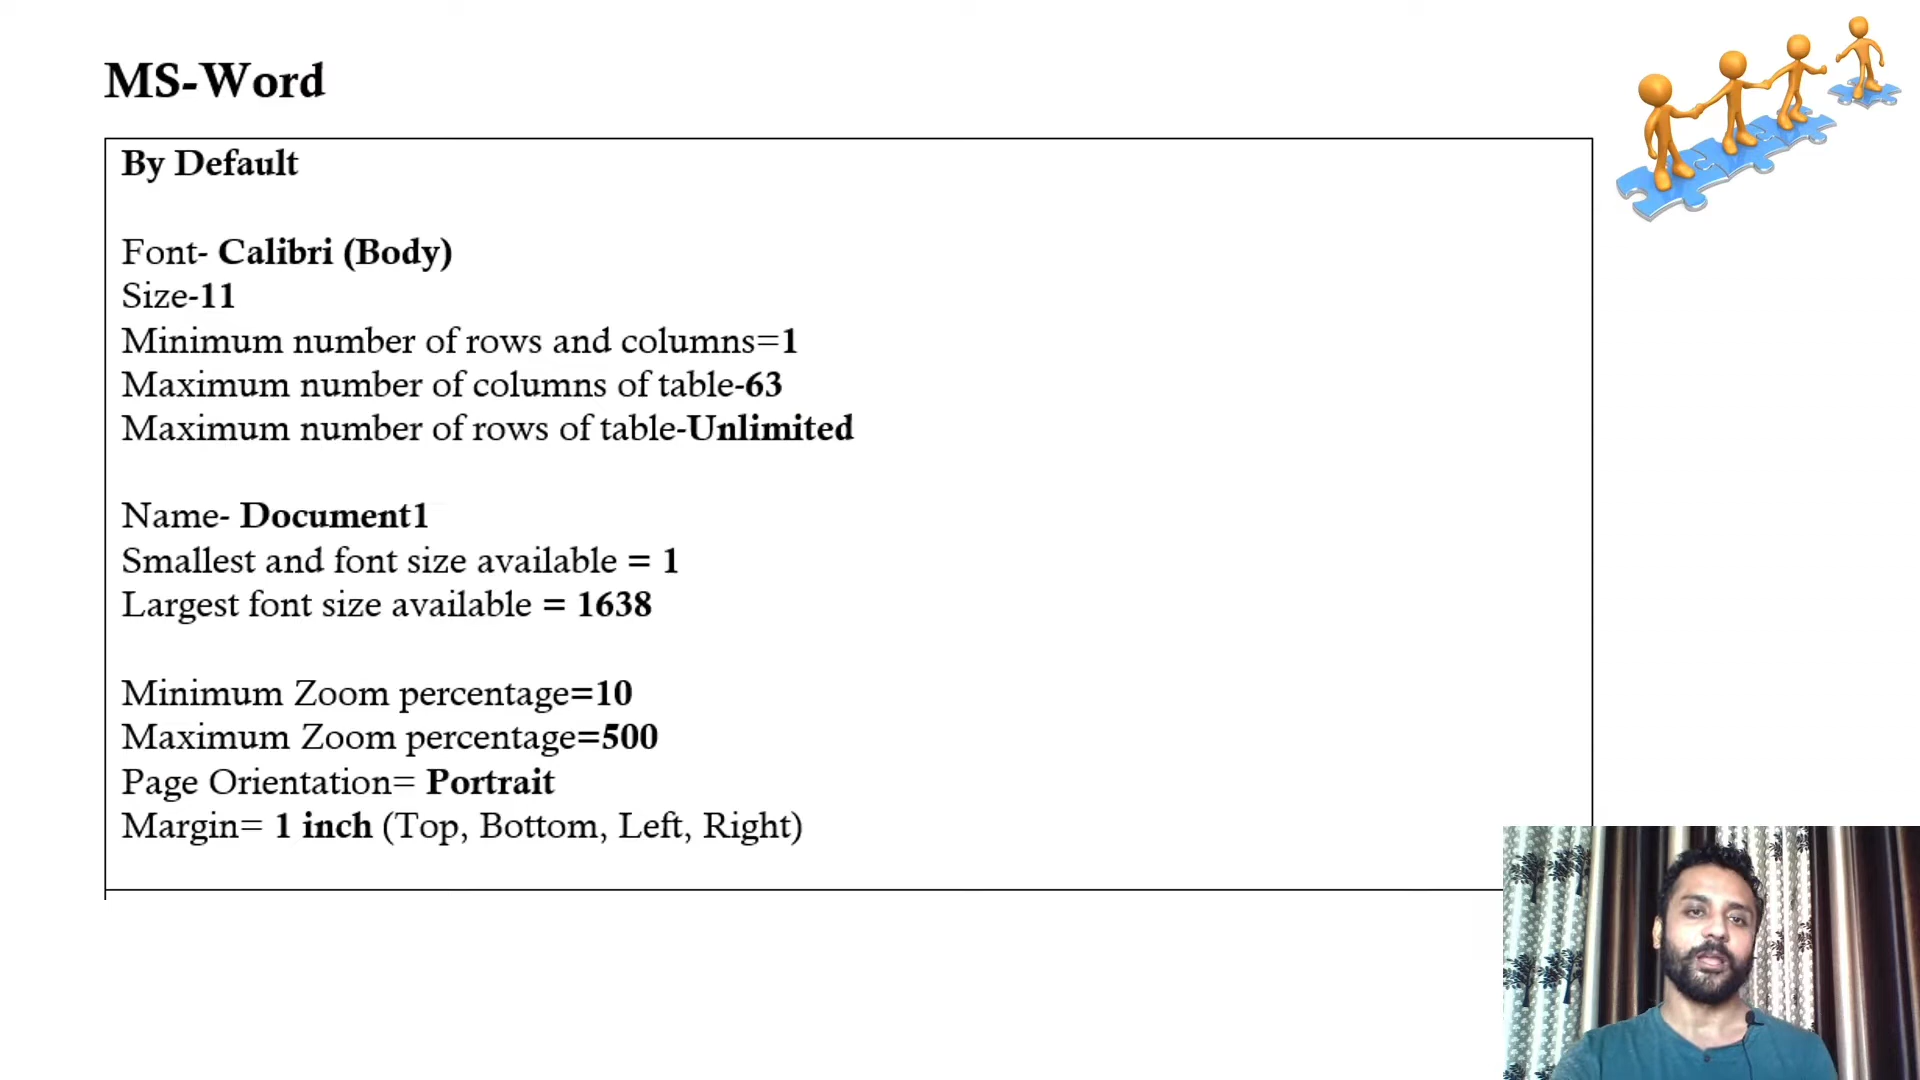 MS-Word
By Default
Font- Calibri (Body)
Size-11
Minimum number of rows and columns=1
Maximum number of columns of table-63
Maximum number of rows of table-Unlimited
Name- Document1
Smallest and font size available = 1
Largest font size available = 1638
Minimum Zoom percentage=10
Maximum Zoom percentage=500
Page Orientation= Portrait
Margin= 1 inch (Top, Bottom, Left, Right)